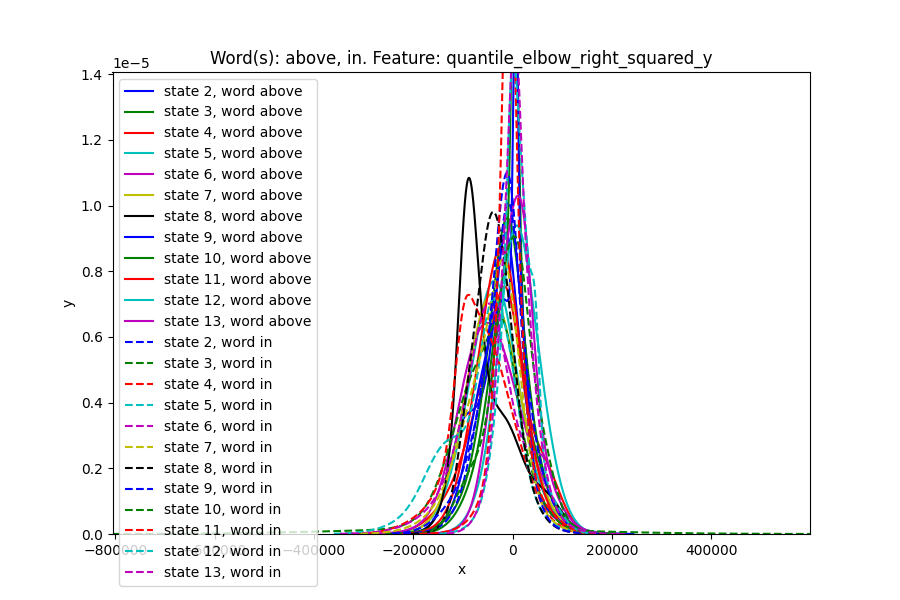 Word(s): above, in. Feature: quantile_elbow_right_squared_y
1e−5
1.4
1.2
1.0
0.8
0.6
0.4
0.2
0.0
y
state 2, word above
state 3, word above
state 4, word above
state 5, word above
state 6, word above
state 7, word above
state 8, word above
state 9, word above
state 10, word above
state 11, word above
state 12, word above
state 13, word above
state 2, word in
state 3, word in
state 4, word in
state 5, word in
state 6, word in
state 7, word in
state 8, word in
state 9, word in
state 10, word in
state 11, word in
state 12, word in
state 13, word in
−800000 −600000 −400000 −200000 0 200000 400000
x